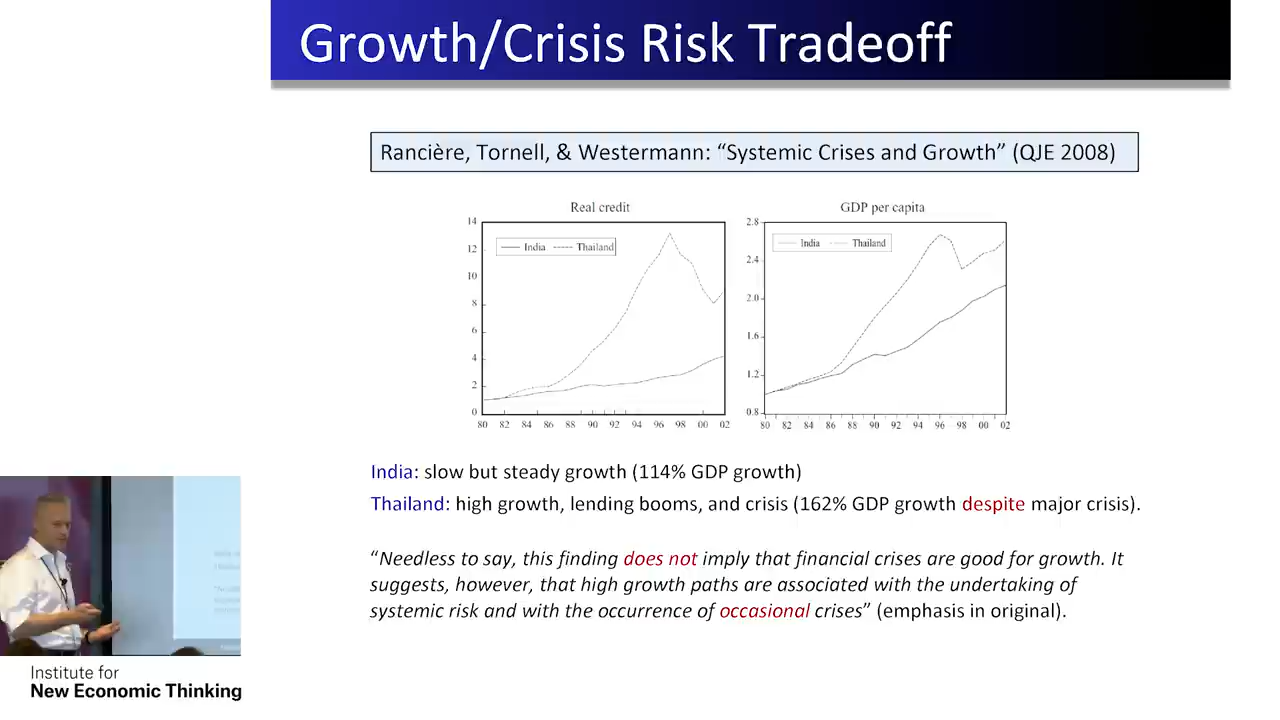 Growth/Crisis Risk Tradeoff
Rancière, Tornell, & Westermann: “Systemic Crises and Growth” (QJE 2008)
Real credit
14
12
10
8
6
4
2
0
India
Thailand
80 82 84 86 88 90 92 94 96 98 00 02
GDP per capita
2.8
2.4
2.0
1.6
1.2
0.8
India
Thailand
80 82 84 86 88 90 92 94 96 98 00 02
India: slow but steady growth (114% GDP growth)
Thailand: high growth, lending booms, and crisis (162% GDP growth despite major crisis).
“Needless to say, this finding does not imply that financial crises are good for growth. It
suggests, however, that high growth paths are associated with the undertaking of
systemic risk and with the occurrence of occasional crises” (emphasis in original).
Institute for
New Economic Thinking